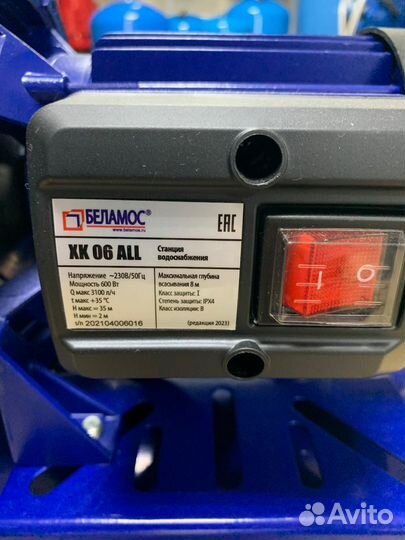 БЕЛАМОС®
www.belamos.ru
EAC
XK 06 ALL
Станция
водоснабжения
Напряжение ~230В/50Гц
Мощность 600 Вт
Q макс 3100 л/ч
t макс +35 °C
H макс = 35 м
H мин = 2 м
s/n 202104006016
Максимальная глубина
всасывания 8 м
Класс защиты: I
Степень защиты: IPX4
Класс изоляции: B
(редакция 2023)
I O
Avito